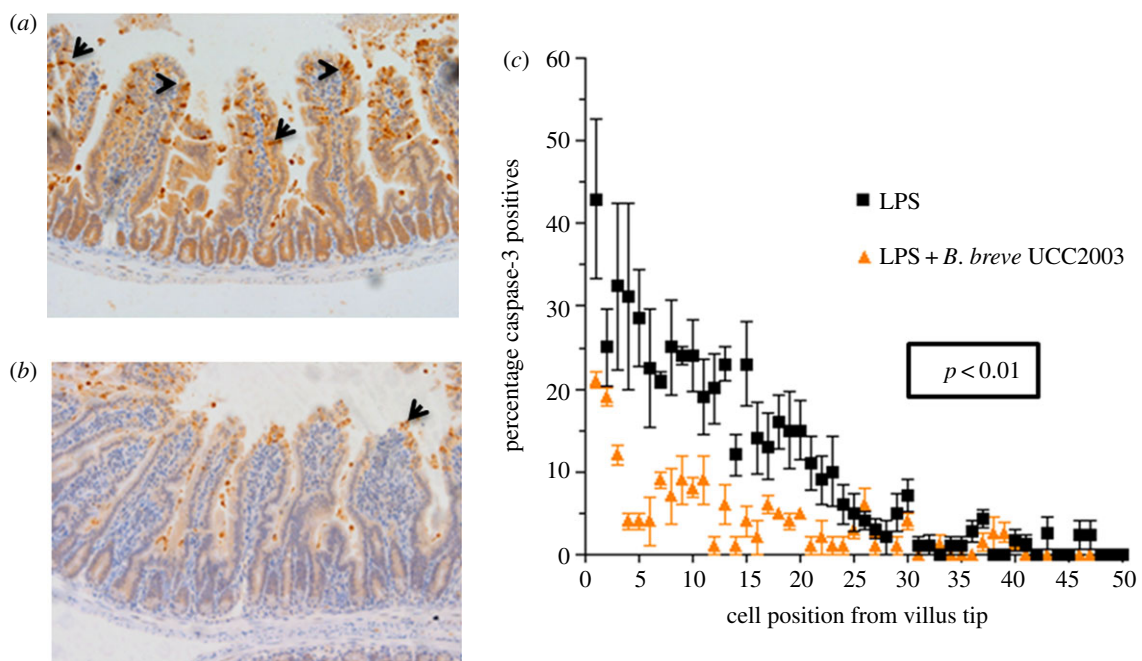 (a)
(b)
(c)
percentage caspase-3 positives
60
50
40
30
20
10
0
LPS
LPS + B. breve UCC2003
p < 0.01
0 5 10 15 20 25 30 35 40 45 50
cell position from villus tip